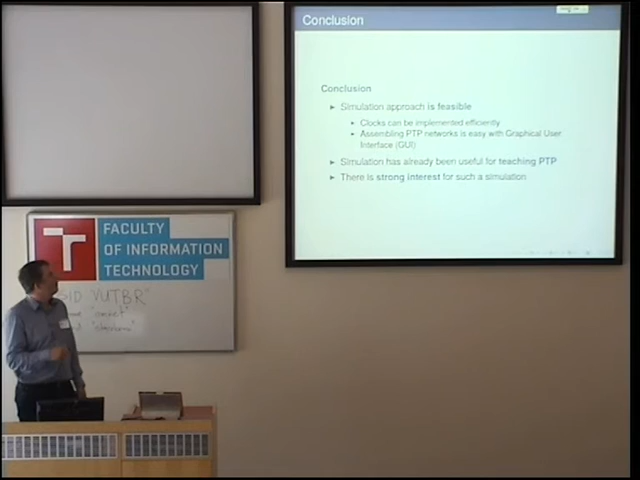 Conclusion
Conclusion
Simulation approach is feasible
Clocks can be implemented efficiently
Assembling PTP networks is easy with Graphical User
Interface (GUI)
Simulation has already been useful for teaching PTP
There is strong interest for such a simulation
FACULTY
OF INFORMATION
TECHNOLOGY
VUTBR"